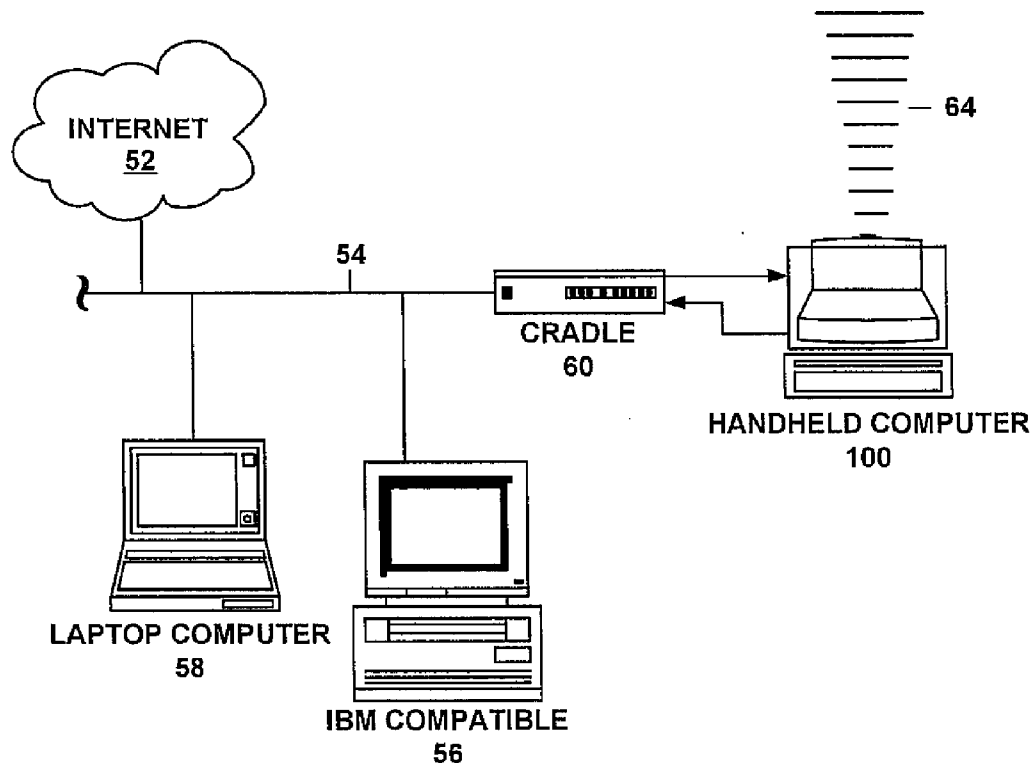 INTERNET
52
64
54
CRADLE
60
HANDHELD COMPUTER
100
LAPTOP COMPUTER
58
IBM COMPATIBLE
56